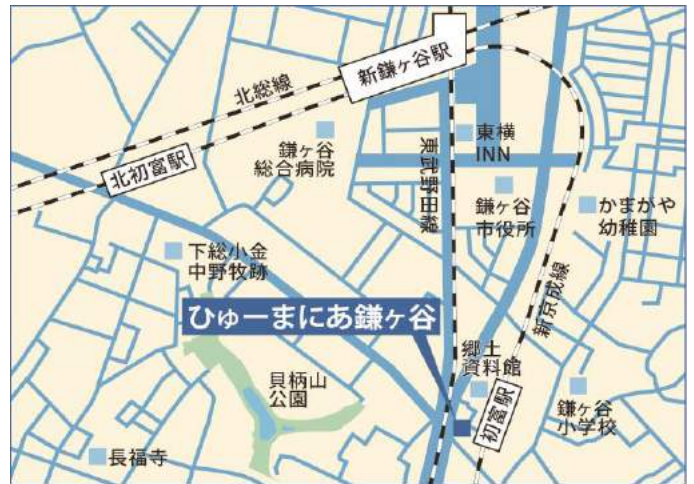 新鎌ヶ谷駅
北総線
北初富駅
鎌ヶ谷
総合病院
東武野田線
東横
INN
鎌ヶ谷
市役所
かまがや
幼稚園
下総小金
中野牧跡
新京成線
ひゅーまにあ鎌ヶ谷
郷土
資料館
貝柄山
公園
初富駅
鎌ヶ谷
小学校
長福寺